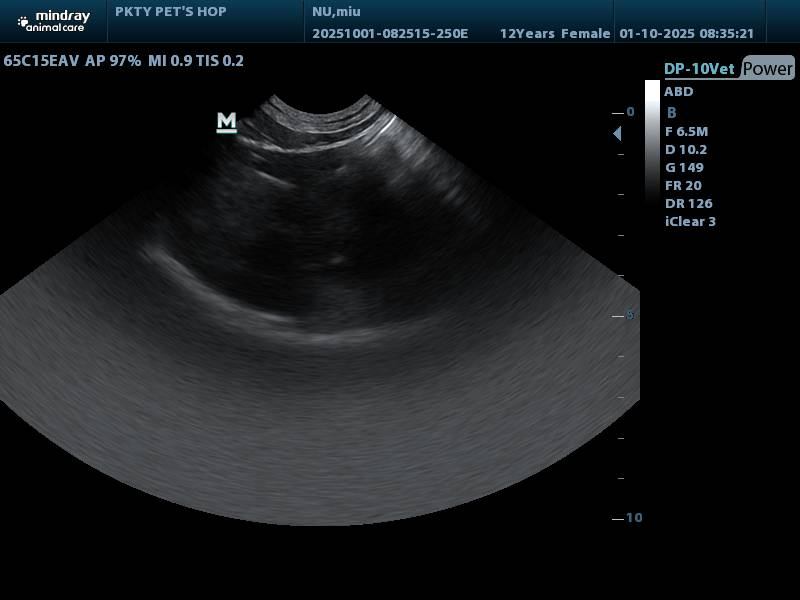 mindray
animalcare
PKTY PET'S HOP
NU,miu
20251001-082515-250E
12Years Female
01-10-2025 08:35:21
65C15EAV AP 97% MI 0.9 TIS 0.2
DP-10Vet
Power
M
ABD
B
F 6.5M
D 10.2
G 149
FR 20
DR 126
iClear 3
0
5
10